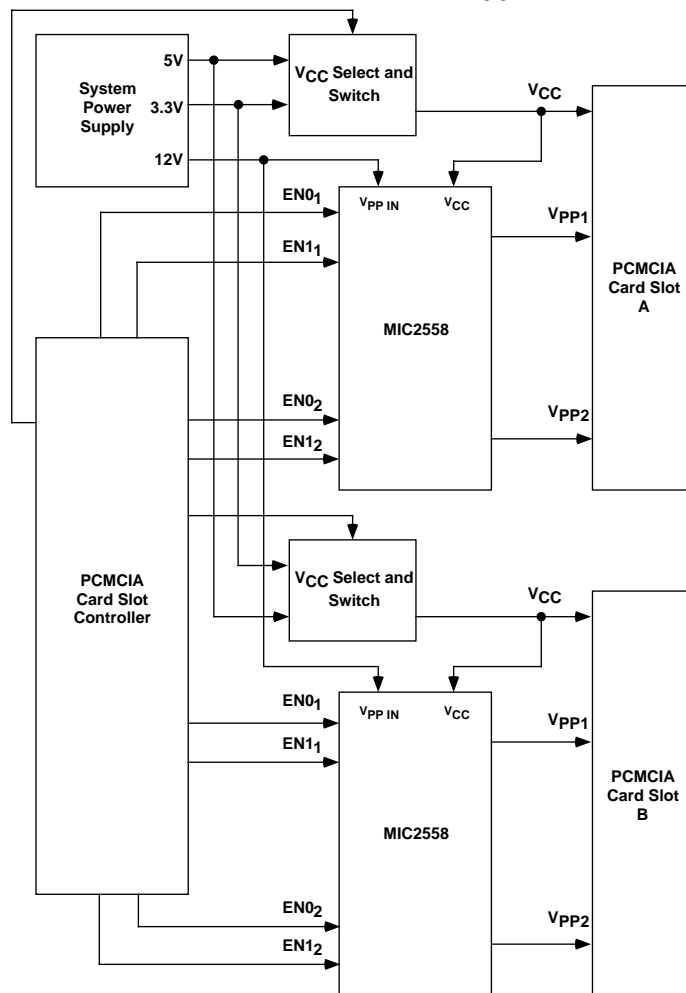 5V
System
Power
Supply
3.3V
12V
VCC Select and
Switch
VCC
EN01
EN11
VPP IN
VCC
VPP1
PCMCIA
Card Slot
A
MIC2558
EN02
EN12
VPP2
PCMCIA
Card Slot
Controller
VCC Select and
Switch
VCC
EN01
EN11
VPP IN
VCC
VPP1
PCMCIA
Card Slot
B
MIC2558
EN02
EN12
VPP2